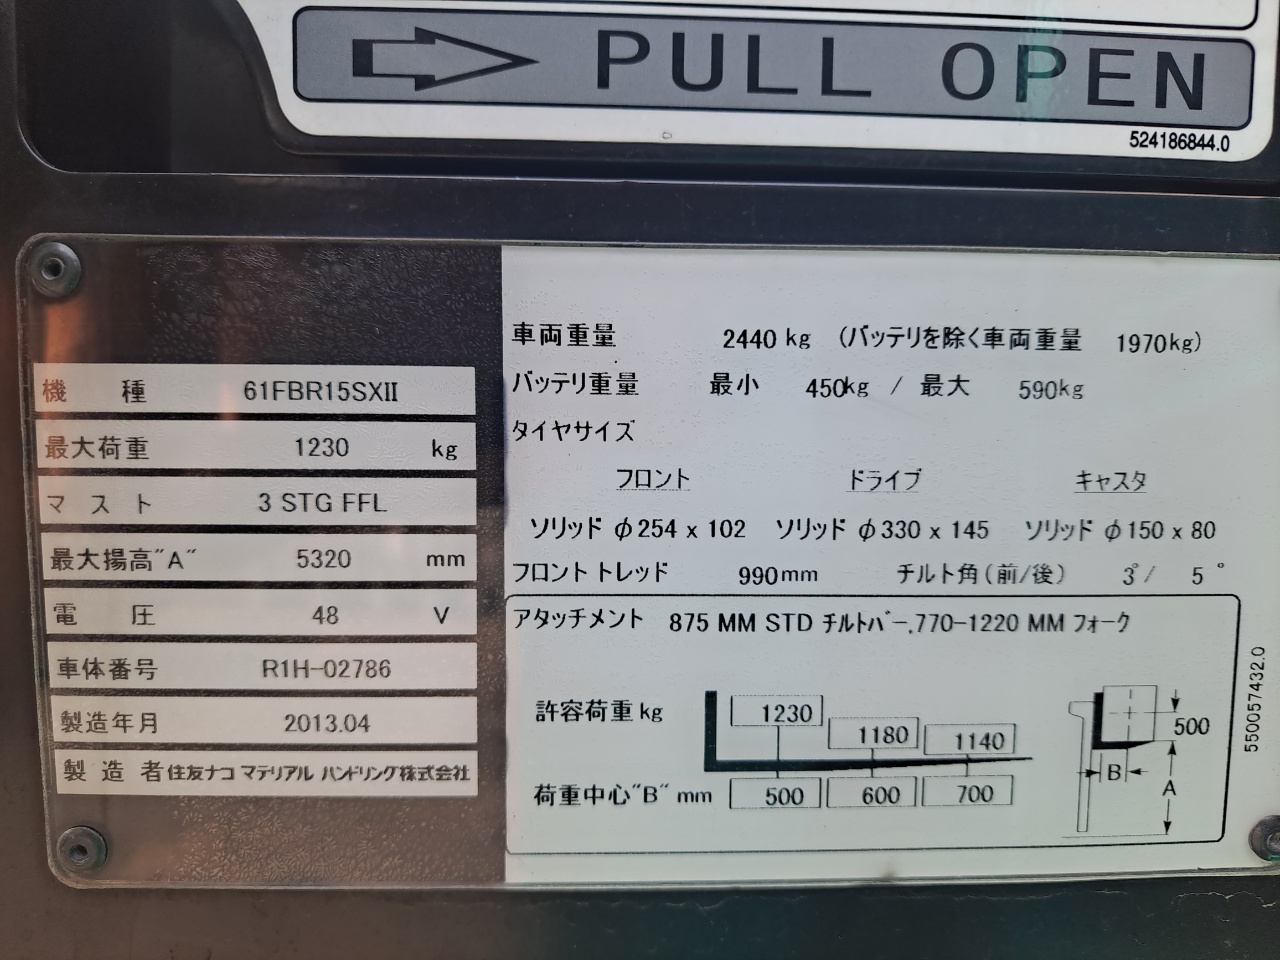 PULL OPEN
524186844.0
機種 61FBR15SXII
最大荷重 1230 kg
マスト 3 STG FFL
最大揚高"A" 5320 mm
電圧 48 V
車体番号 R1H-02786
製造年月 2013.04
製造者 住友ナコ マテリアル ハンドリング株式会社
車両重量 2440 kg (バッテリを除く車両重量 1970kg)
バッテリ重量 最小 450kg / 最大 590kg
タイヤサイズ
フロント ドライブ キャスタ
ソリッド φ254 x 102 ソリッド φ330 x 145 ソリッド φ150 x 80
フロントトレッド 990mm チルト角(前/後) 3°/ 5°
アタッチメント 875 MM STD チルトバー,770-1220 MM フォーク
許容荷重 kg 1230 1180 1140
荷重中心"B" mm 500 600 700
500
B
A
550057432.0